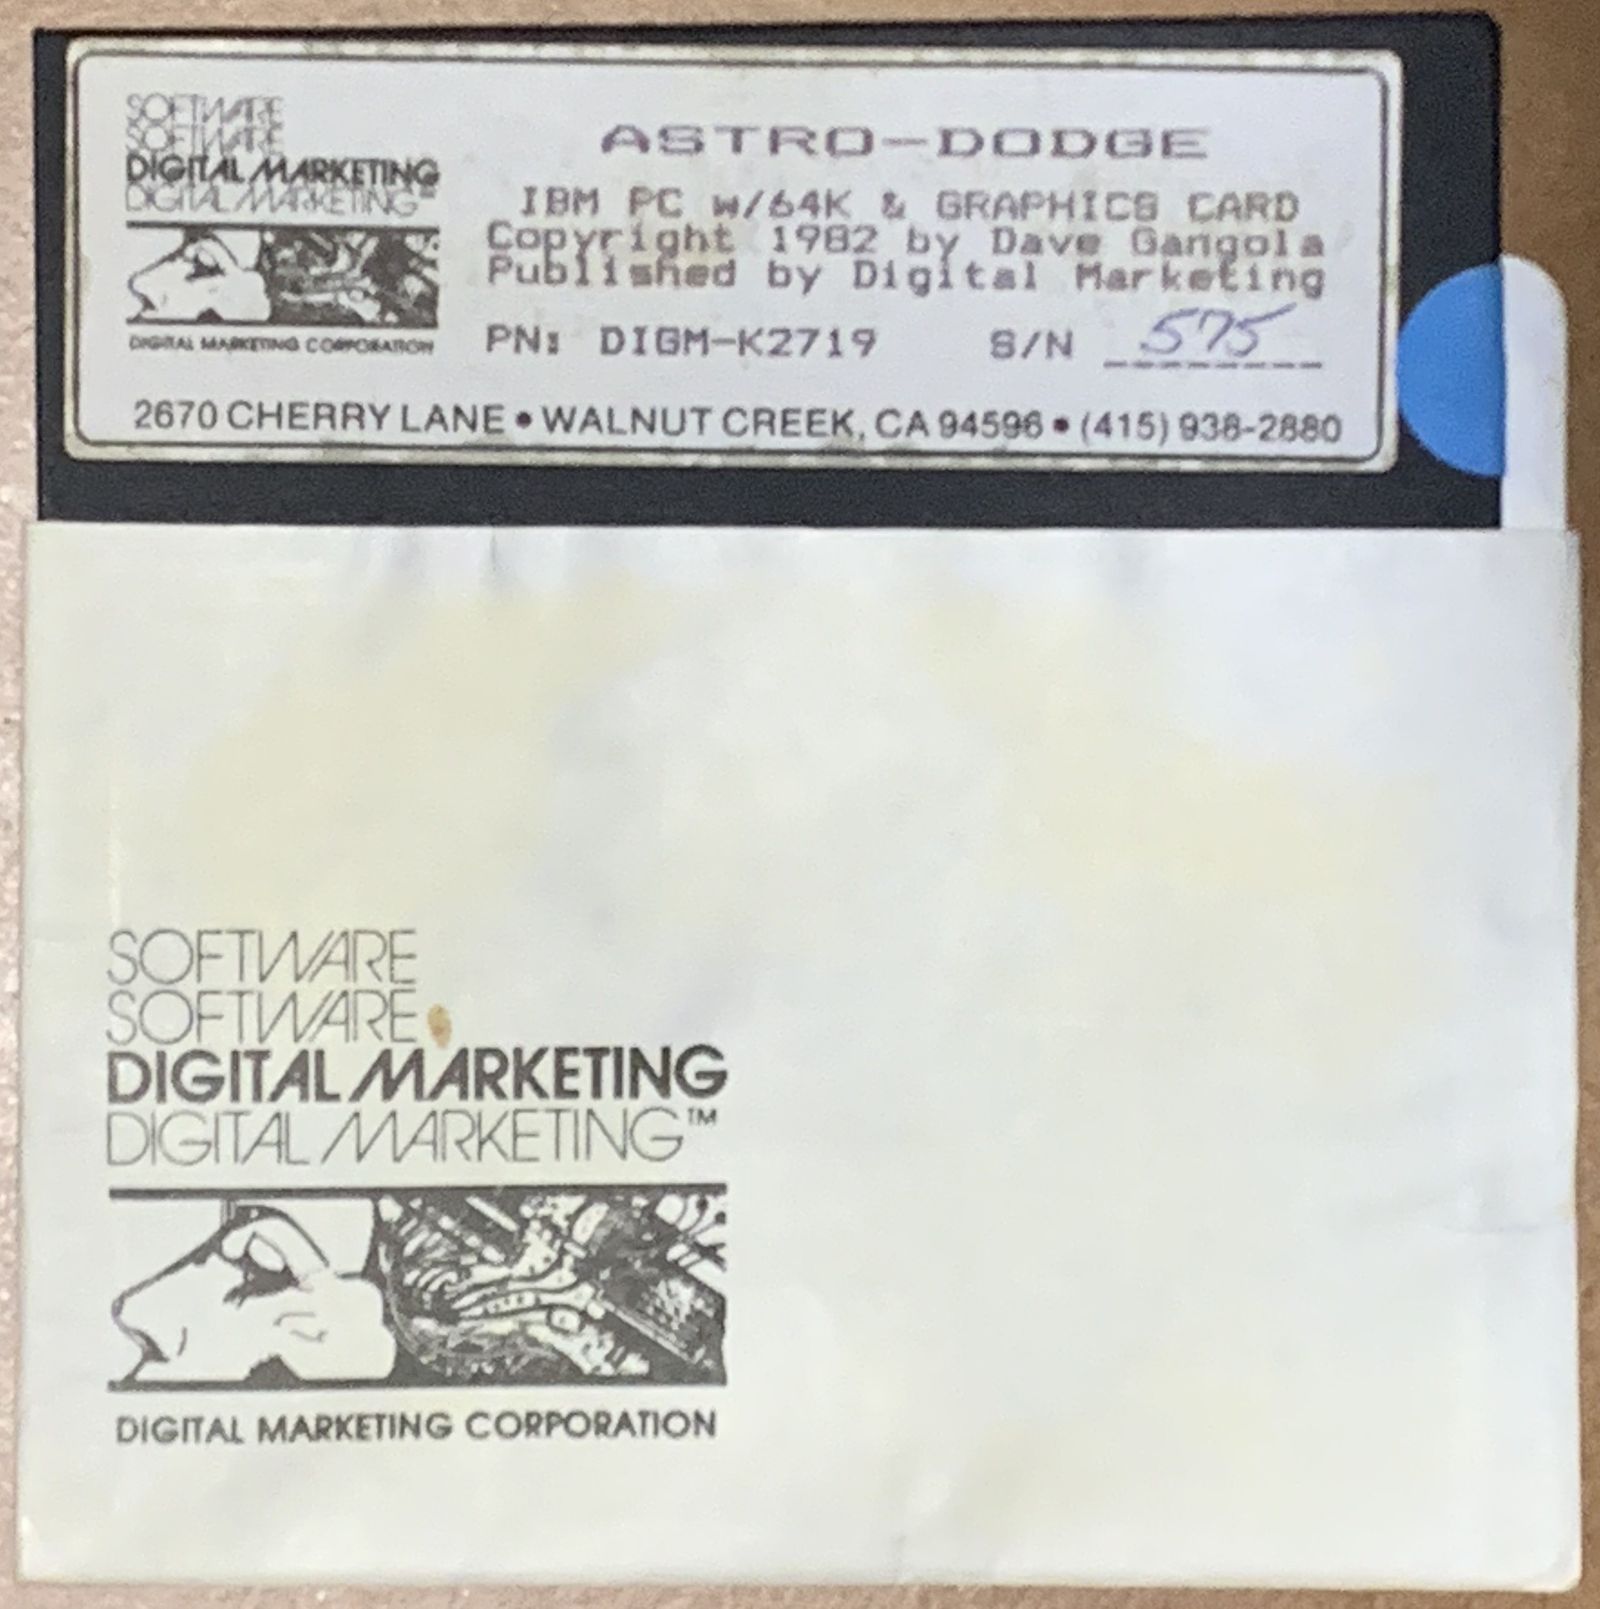 SOFTWARE
SOFTWARE
DIGITAL MARKETING
DIGITAL MARKETING™
DIGITAL MARKETING CORPORATION
ASTRO-DODGE
IBM PC w/64K & GRAPHICS CARD
Copyright 1982 by Dave Gangola
Published by Digital Marketing
PN: DIGM-K2719 S/N 575
2670 CHERRY LANE • WALNUT CREEK, CA 94596 • (415) 938-2880
SOFTWARE
SOFTWARE
DIGITAL MARKETING
DIGITAL MARKETING™
DIGITAL MARKETING CORPORATION